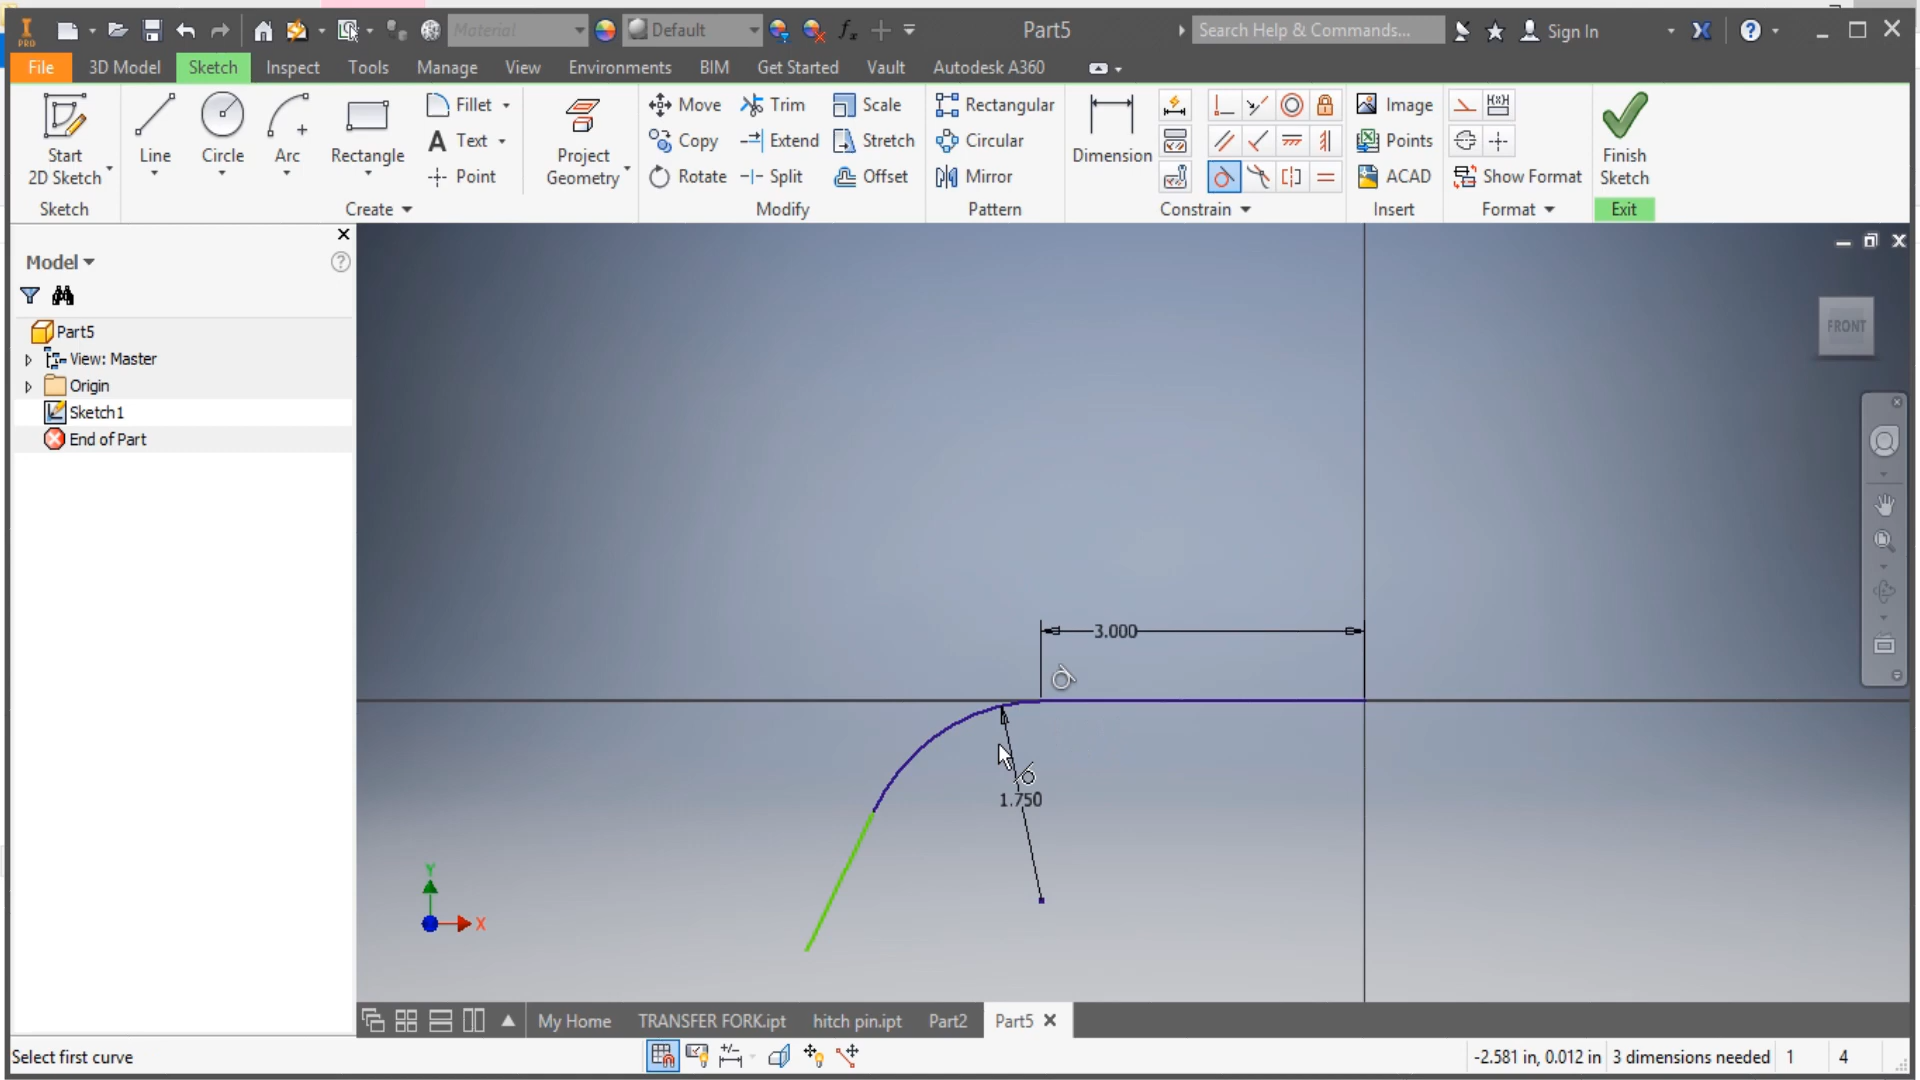 PRO
Material
Default
Part5
Search Help & Commands...
Sign In
File
3D Model
Sketch
Inspect
Tools
Manage
View
Environments
BIM
Get Started
Vault
Autodesk A360
Start
2D Sketch
Line
Circle
Arc
Rectangle
Fillet
Text
Point
Project
Geometry
Move
Copy
Rotate
Trim
Extend
Split
Scale
Stretch
Offset
Rectangular
Circular
Mirror
Dimension
Image
Points
ACAD
Show Format
Finish
Sketch
Sketch
Create
Modify
Pattern
Constrain
Insert
Format
Exit
Model
Part5
View: Master
Origin
Sketch1
End of Part
FRONT
3.000
1.750
Y
X
My Home
TRANSFER FORK.ipt
hitch pin.ipt
Part2
Part5
Select first curve
-2.581 in, 0.012 in
3 dimensions needed
1
4